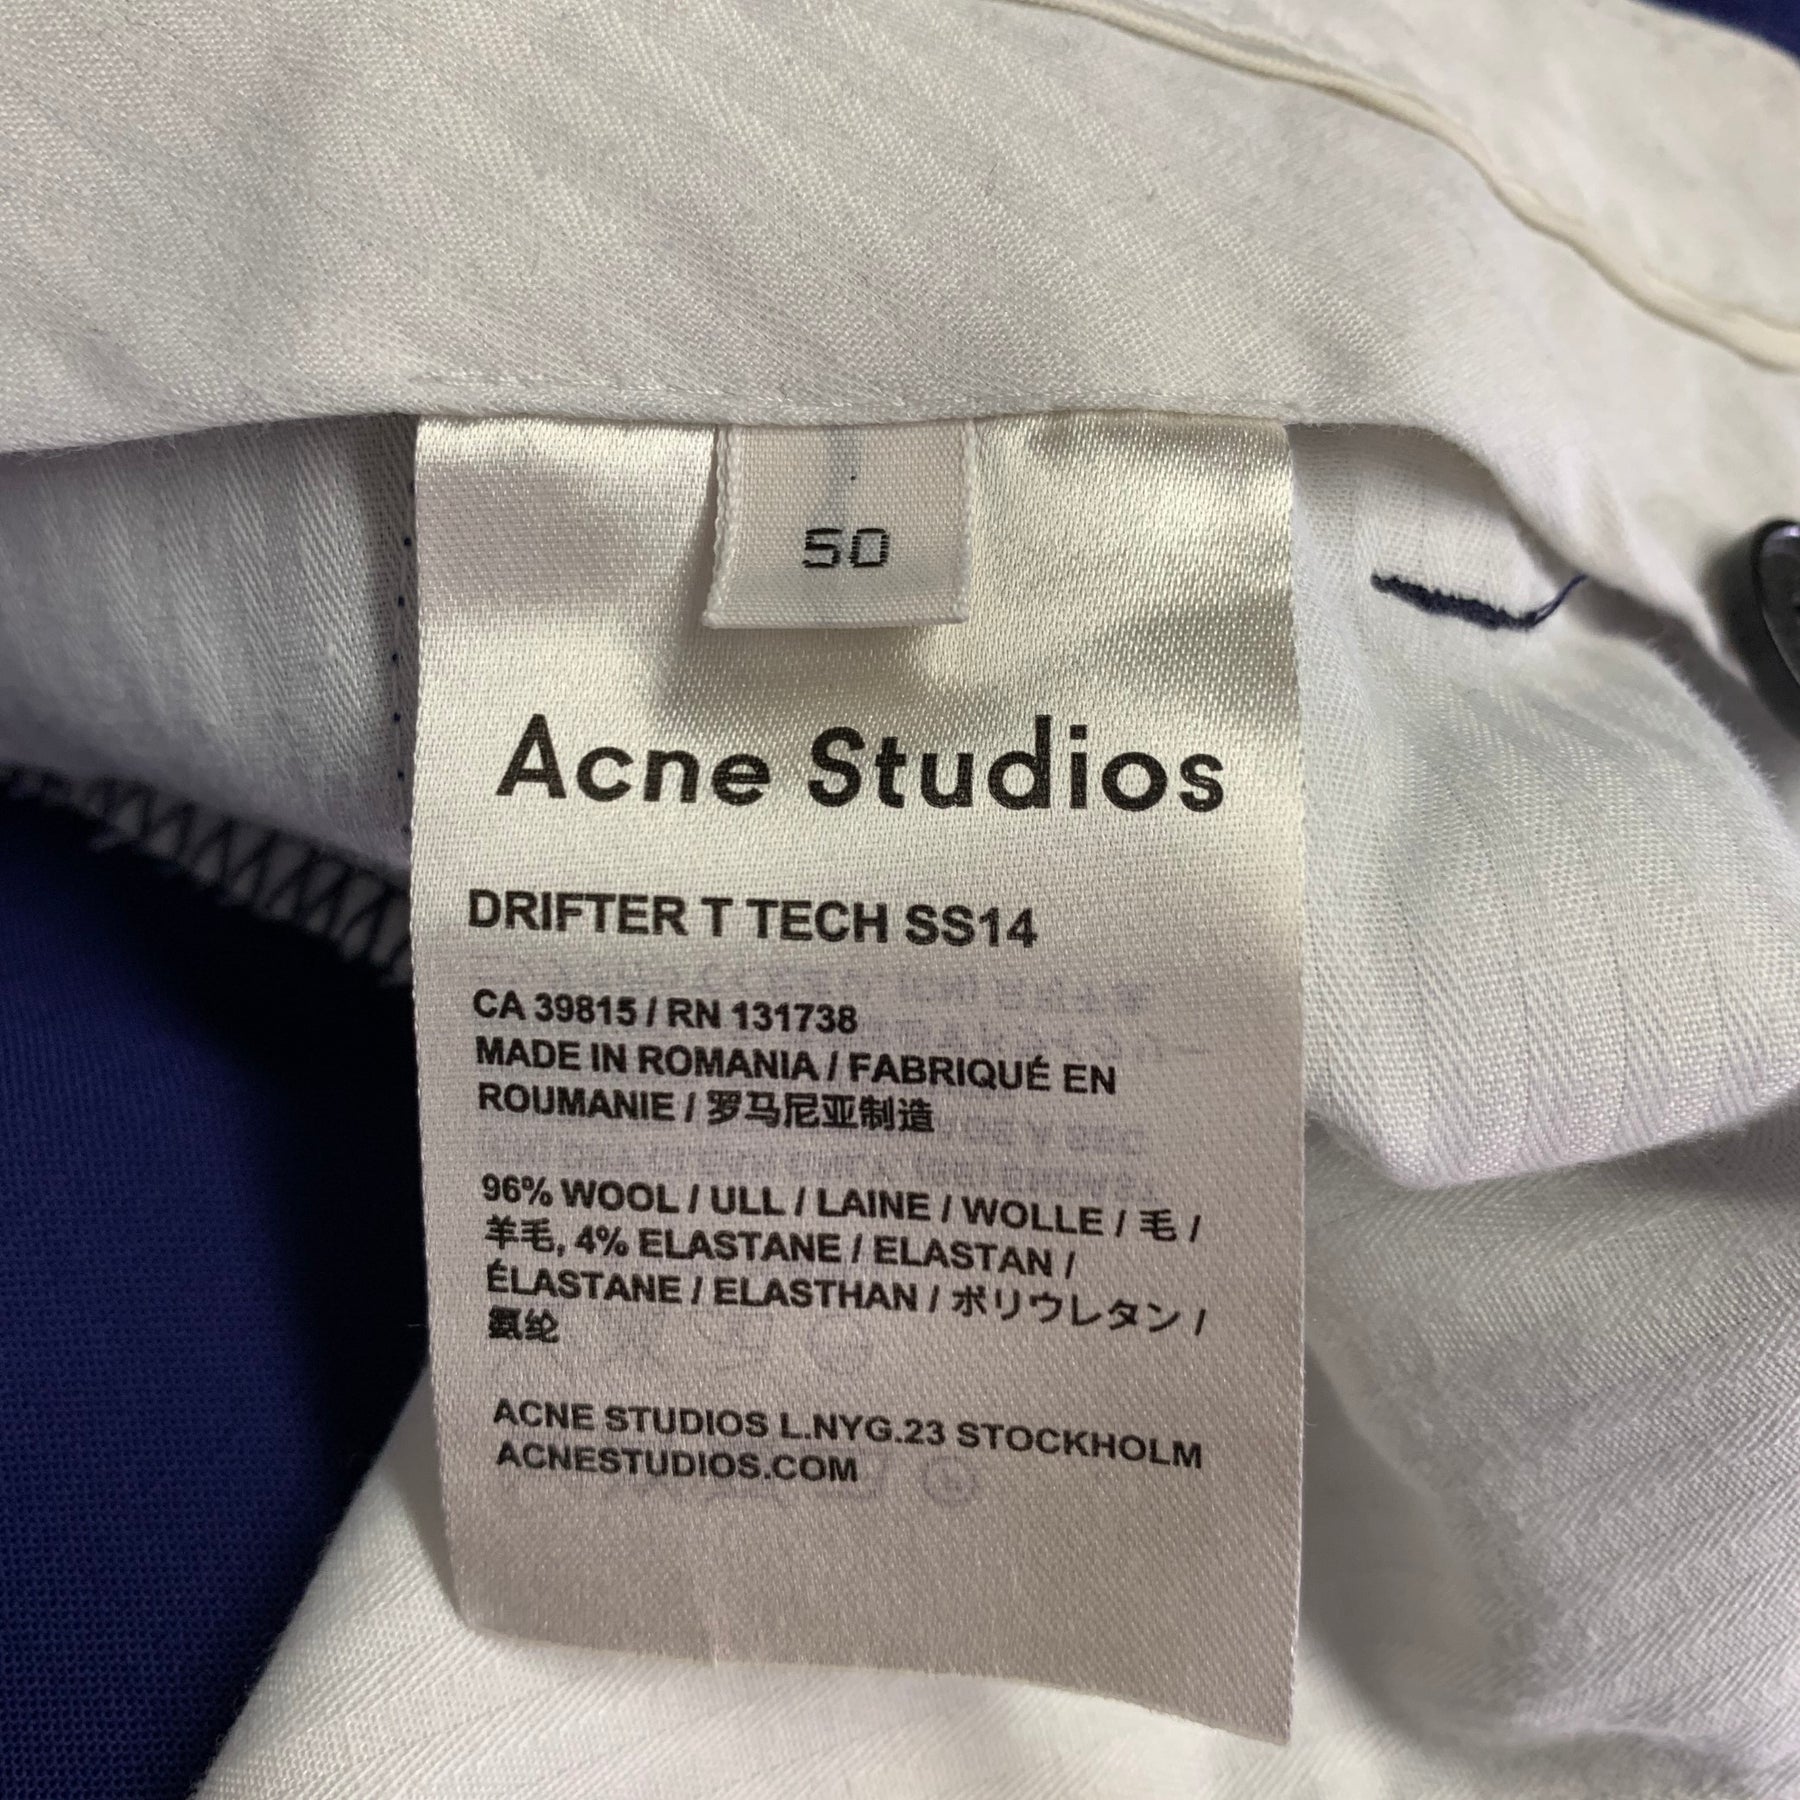 50
Acne Studios
DRIFTER T TECH SS14
CA 39815 / RN 131738
MADE IN ROMANIA / FABRIQUÉ EN
ROUMANIE / 罗马尼亚制造
96% WOOL / ULL / LAINE / WOLLE / 毛 /
羊毛, 4% ELASTANE / ELASTAN /
ÉLASTANE / ELASTHAN / ポリウレタン /
氨纶
ACNE STUDIOS L.NYG.23 STOCKHOLM
ACNESTUDIOS.COM